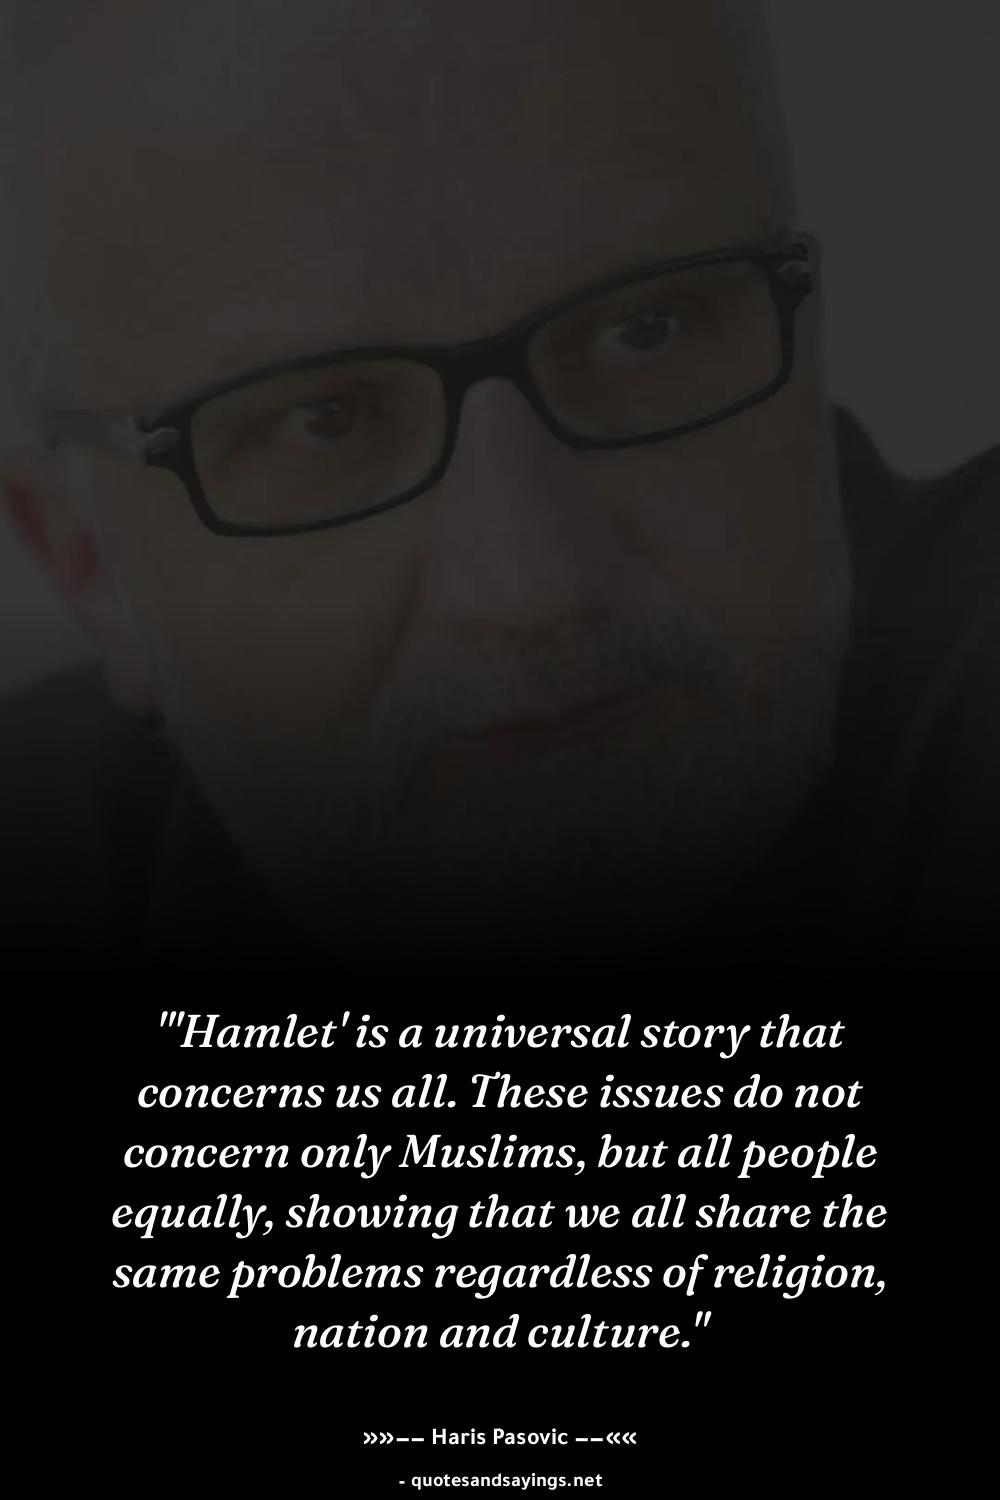 "'Hamlet' is a universal story that
concerns us all. These issues do not
concern only Muslims, but all people
equally, showing that we all share the
same problems regardless of religion,
nation and culture."
»»-- Haris Pasovic --««
- quotesandsayings.net